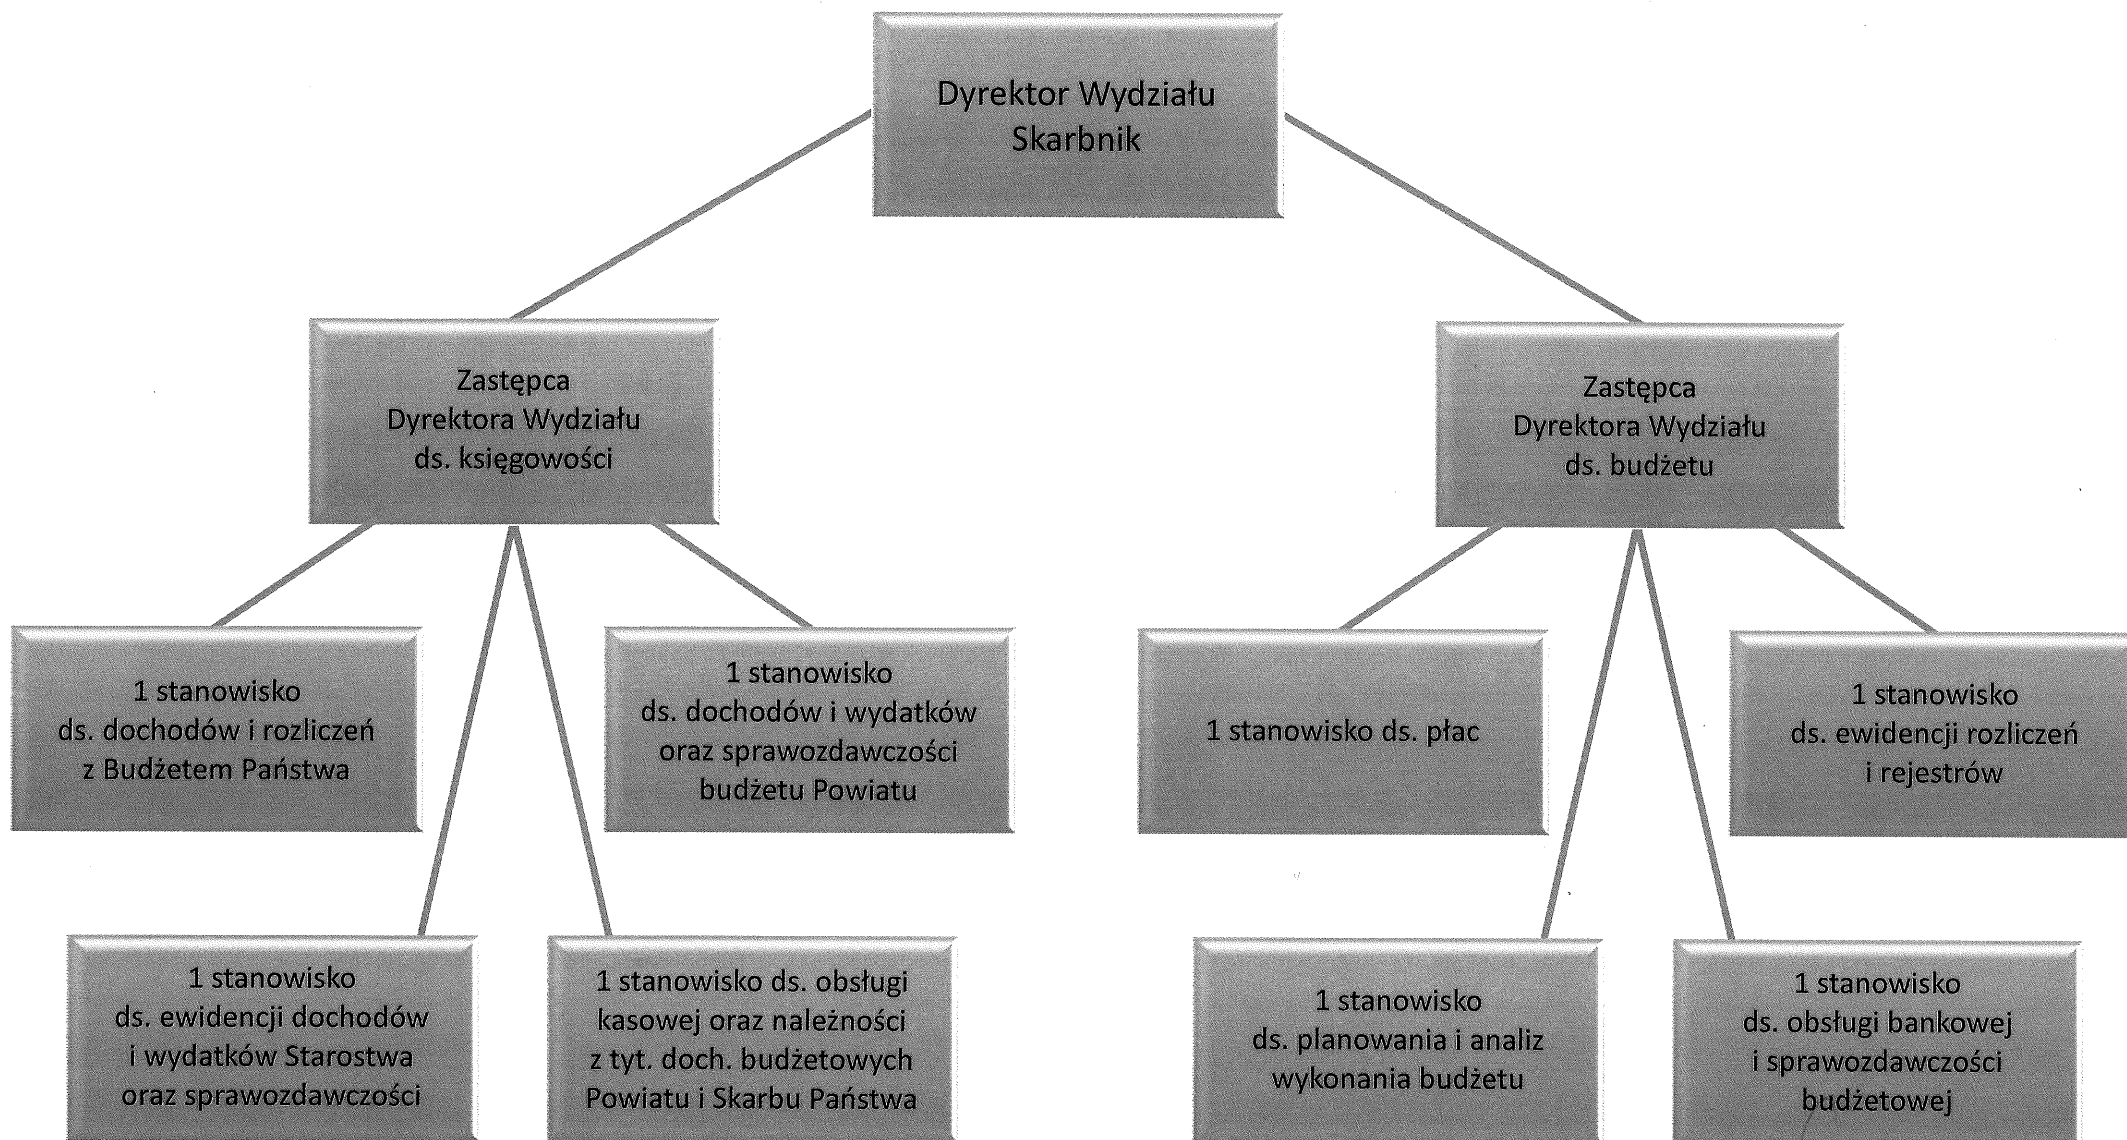 Dyrektor Wydziału
Skarbnik
Zastępca
Dyrektora Wydziału
ds. księgowości
Zastępca
Dyrektora Wydziału
ds. budżetu
1 stanowisko
ds. dochodów i rozliczeń
z Budżetem Państwa
1 stanowisko
ds. dochodów i wydatków
oraz sprawozdawczości
budżetu Powiatu
1 stanowisko ds. płac
1 stanowisko
ds. ewidencji rozliczeń
i rejestrów
1 stanowisko
ds. ewidencji dochodów
i wydatków Starostwa
oraz sprawozdawczości
1 stanowisko ds. obsługi
kasowej oraz należności
z tyt. doch. budżetowych
Powiatu i Skarbu Państwa
1 stanowisko
ds. planowania i analiz
wykonania budżetu
1 stanowisko
ds. obsługi bankowej
i sprawozdawczości
budżetowej